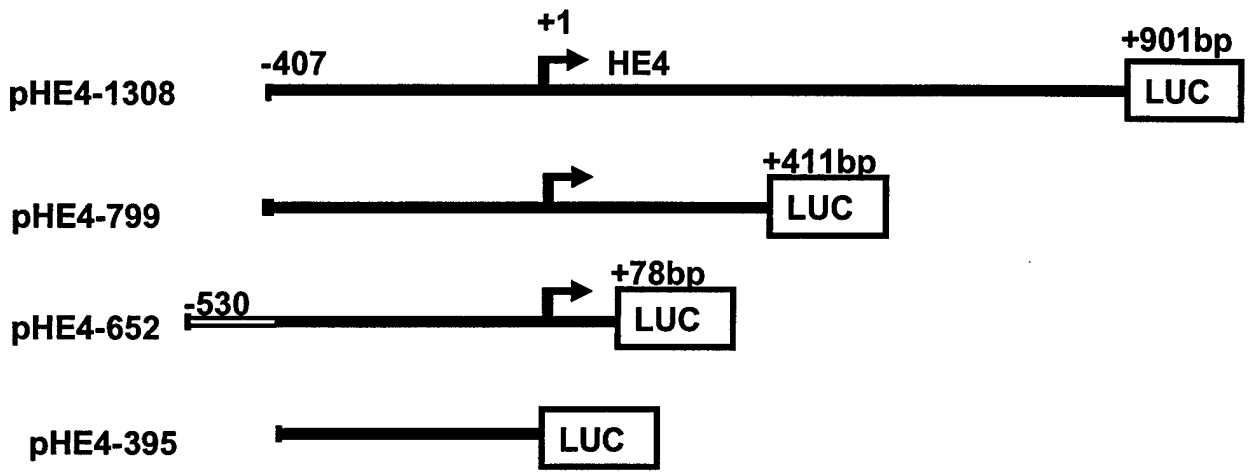 +1
-407
HE4
+901bp
pHE4-1308
LUC
+411bp
pHE4-799
LUC
+78bp
-530
pHE4-652
LUC
pHE4-395
LUC